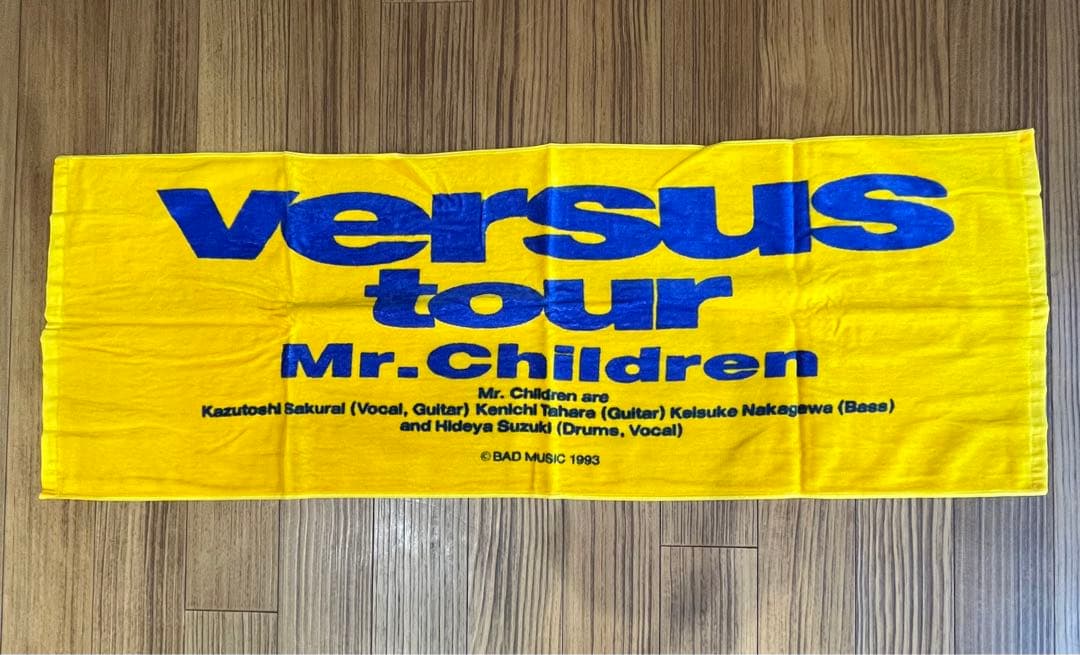 versus
tour
Mr.Children
Mr. Children are
Kazutoshi Sakurai (Vocal, Guitar) Kenichi Tahara (Guitar) Keisuke Nakagawa (Bass)
and Hideya Suzuki (Drums, Vocal)
©BAD MUSIC 1993